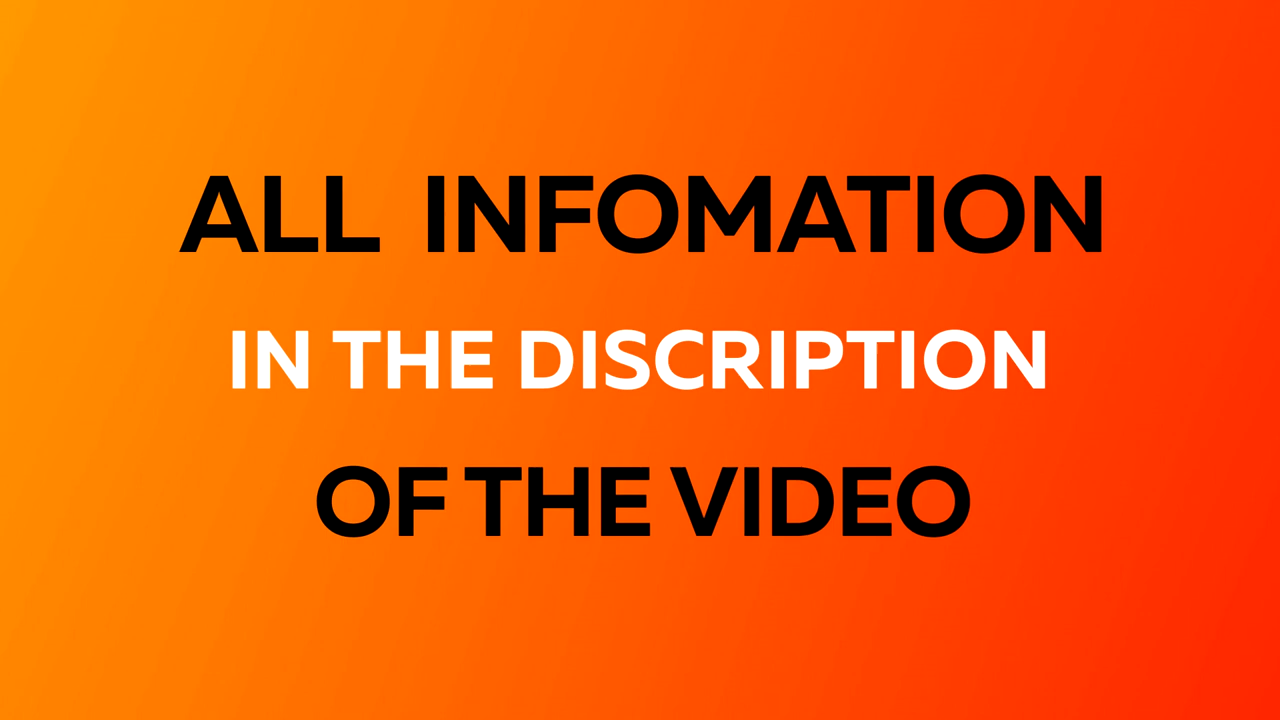 ALL INFOMATION
IN THE DISCRIPTION
OF THE VIDEO